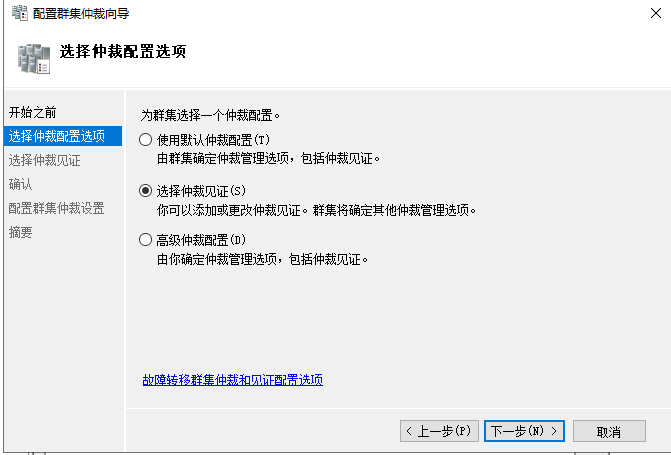 配置群集仲裁向导
选择仲裁配置选项
开始之前
选择仲裁配置选项
选择仲裁见证
确认
配置群集仲裁设置
摘要
为群集选择一个仲裁配置。
使用默认仲裁配置(T)
由群集确定仲裁管理选项，包括仲裁见证。
选择仲裁见证(S)
你可以添加或更改仲裁见证。群集将确定其他仲裁管理选项。
高级仲裁配置(D)
由你确定仲裁管理选项，包括仲裁见证。
故障转移群集仲裁和见证配置选项
< 上一步(P)
下一步(N) >
取消